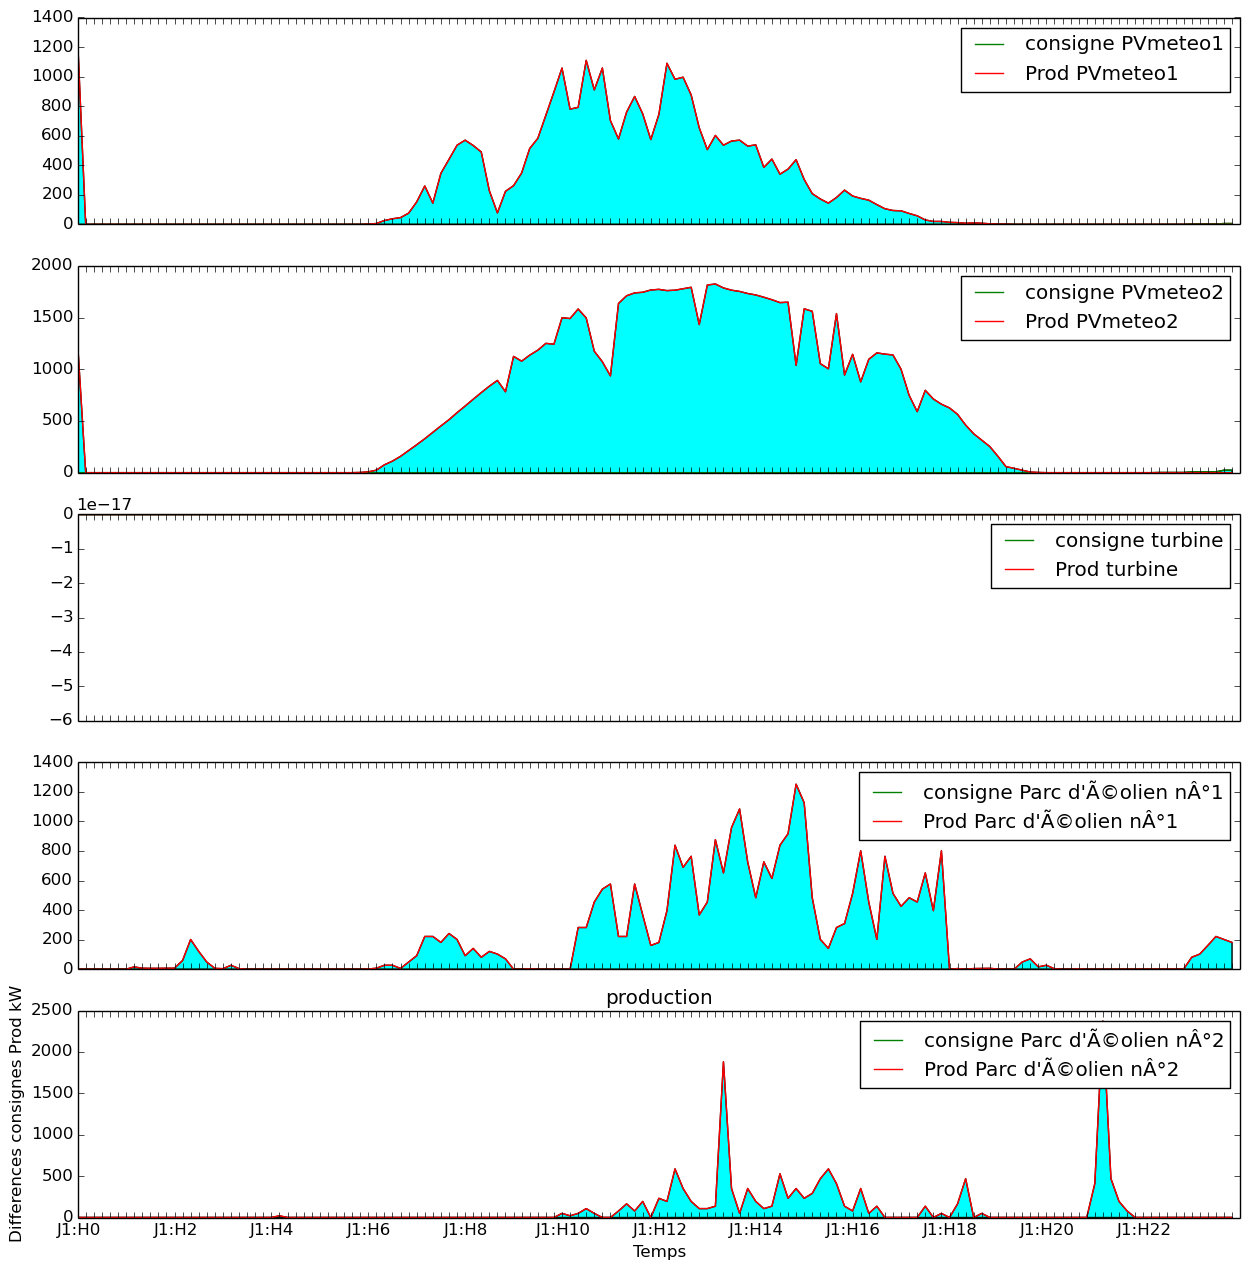 1400
1200
1000
800
600
400
200
0
consigne PVmeteo1
Prod PVmeteo1
2000
1500
1000
500
0
consigne PVmeteo2
Prod PVmeteo2
1e−17
0
−1
−2
−3
−4
−5
−6
consigne turbine
Prod turbine
1400
1200
1000
800
600
400
200
0
consigne Parc d'Ã©olien nÂ°1
Prod Parc d'Ã©olien nÂ°1
production
Differences consignes Prod kW
2500
2000
1500
1000
500
0
consigne Parc d'Ã©olien nÂ°2
Prod Parc d'Ã©olien nÂ°2
J1:H0 J1:H2 J1:H4 J1:H6 J1:H8 J1:H10 J1:H12 J1:H14 J1:H16 J1:H18 J1:H20 J1:H22
Temps